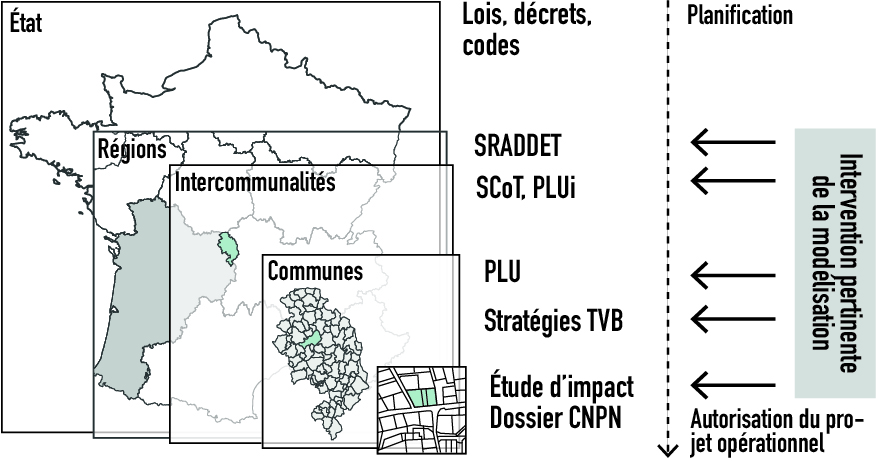 État
Lois, décrets,
codes
Planification
Régions
SRADDET
Intercommunalités
SCoT, PLUi
Communes
PLU
Stratégies TVB
Étude d'impact
Dossier CNPN
Intervention pertinente
de la modélisation
Autorisation du pro-
jet opérationnel